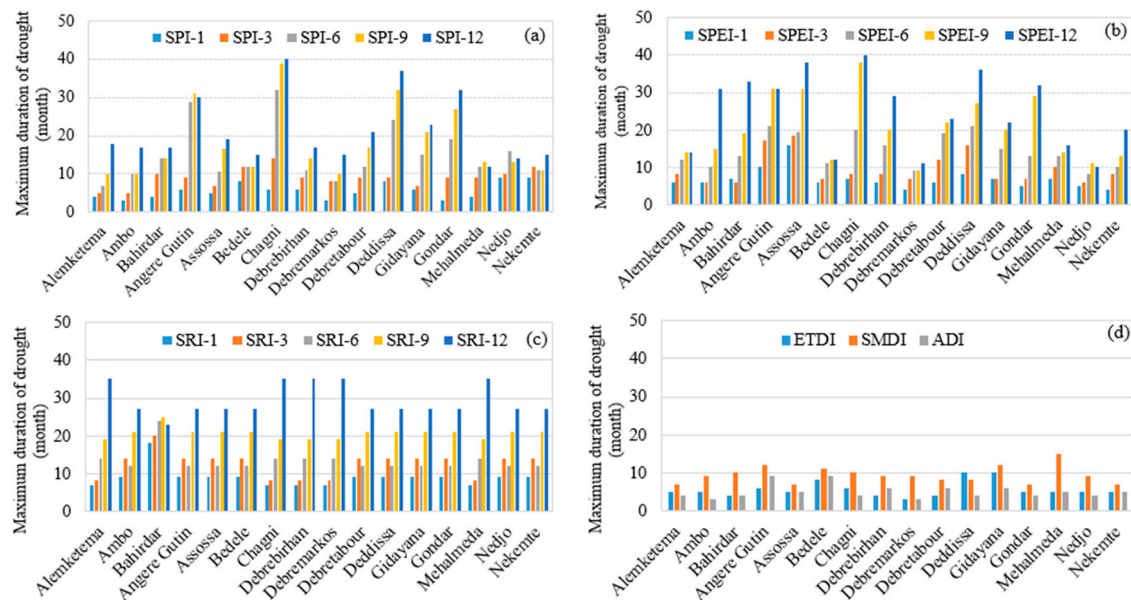 Maximum duration of drought
(month)
50
40
30
20
10
0
SPI-1 SPI-3 SPI-6 SPI-9 SPI-12
(a)
Alemketema
Ambo
Bahirdar
Angere Gutin
Assossa
Bedele
Chagni
Debrebirhan
Debremarkos
Debretabour
Deddissa
Gidayana
Gondar
Mehalmeda
Nedjo
Nekemte
Maximum duration of drought
(month)
50
40
30
20
10
0
SPEI-1 SPEI-3 SPEI-6 SPEI-9 SPEI-12
(b)
Alemketema
Ambo
Bahirdar
Angere Gutin
Assossa
Bedele
Chagni
Debrebirhan
Debremarkos
Debretabour
Deddissa
Gidayana
Gondar
Mehalmeda
Nedjo
Nekemte
Maximum duration of drought
(month)
50
40
30
20
10
0
SRI-1 SRI-3 SRI-6 SRI-9 SRI-12
(c)
Alemketema
Ambo
Bahirdar
Angere Gutin
Assossa
Bedele
Chagni
Debrebirhan
Debremarkos
Debretabour
Deddissa
Gidayana
Gondar
Mehalmeda
Nedjo
Nekemte
Maximum duration of drought
(month)
50
40
30
20
10
0
ETDI SMDI ADI
(d)
Alemketema
Ambo
Bahirdar
Angere Gutin
Assossa
Bedele
Chagni
Debrebirhan
Debremarkos
Debretabour
Deddissa
Gidayana
Gondar
Mehalmeda
Nedjo
Nekemte